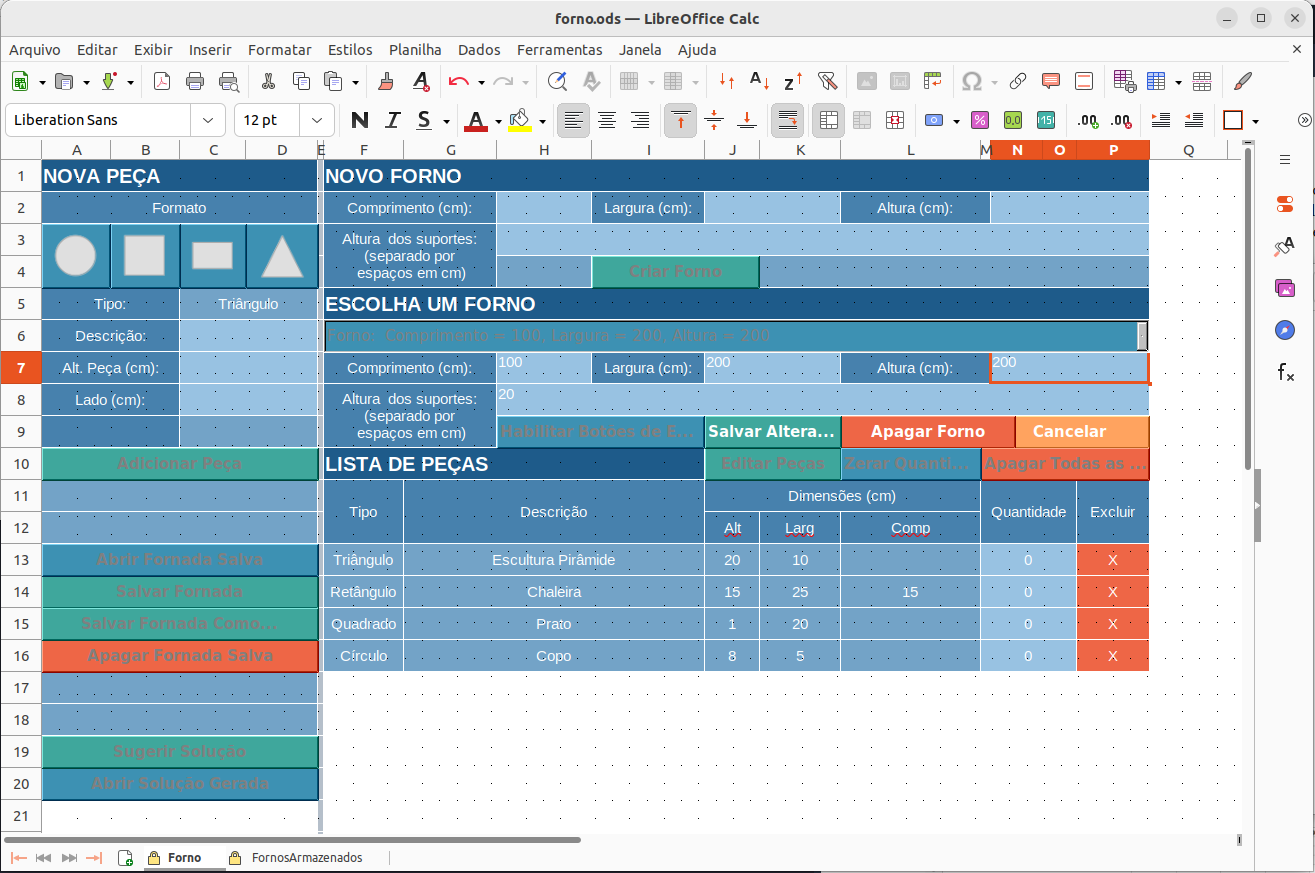 forno.ods — LibreOffice Calc
Arquivo Editar Exibir Inserir Formatar Estilos Planilha Dados Ferramentas Janela Ajuda
Liberation Sans 12 pt N I S A
A B C D E F G H I J K L M N O P Q
1 NOVA PEÇA NOVO FORNO
2 Formato Comprimento (cm): Largura (cm): Altura (cm):
3 Altura dos suportes:
(separado por
4 espaços em cm) Criar Forno
5 Tipo: Triângulo ESCOLHA UM FORNO
6 Descrição: Forno: Comprimento = 100, Largura = 200, Altura = 200
7 Alt. Peça (cm): Comprimento (cm): 100 Largura (cm): 200 Altura (cm): 200
8 Lado (cm): Altura dos suportes: 20
(separado por
9 espaços em cm) Habilitar Botões de E... Salvar Altera... Apagar Forno Cancelar
10 Adicionar Peça LISTA DE PEÇAS Editar Peças Zerar Quanti... Apagar Todas as ...
11 Tipo Descrição Dimensões (cm) Quantidade Excluir
12 Alt Larg Comp
13 Abrir Fornada Salva Triângulo Escultura Pirâmide 20 10 0 X
14 Salvar Fornada Retângulo Chaleira 15 25 15 0 X
15 Salvar Fornada Como... Quadrado Prato 1 20 0 X
16 Apagar Fornada Salva Círculo Copo 8 5 0 X
17
18
19 Sugerir Solução
20 Abrir Solução Gerada
21
Forno FornosArmazenados